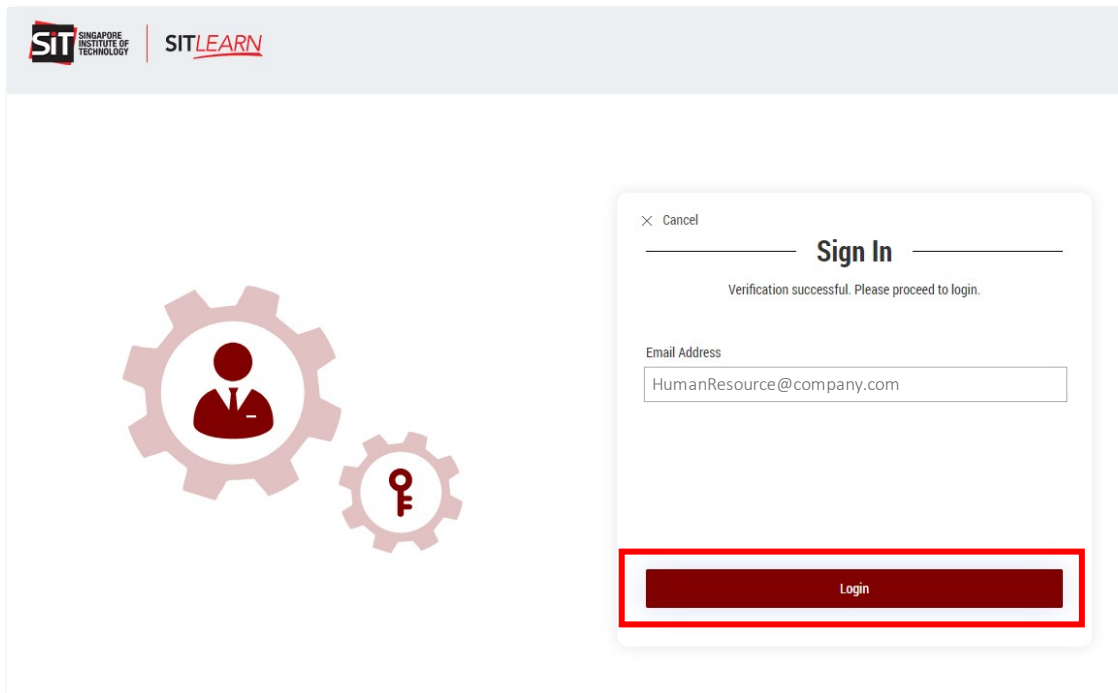 SiT SINGAPORE
INSTITUTE OF
TECHNOLOGY
SITLEARN
Cancel
Sign In
Verification successful. Please proceed to login.
Email Address
HumanResource@company.com
Login